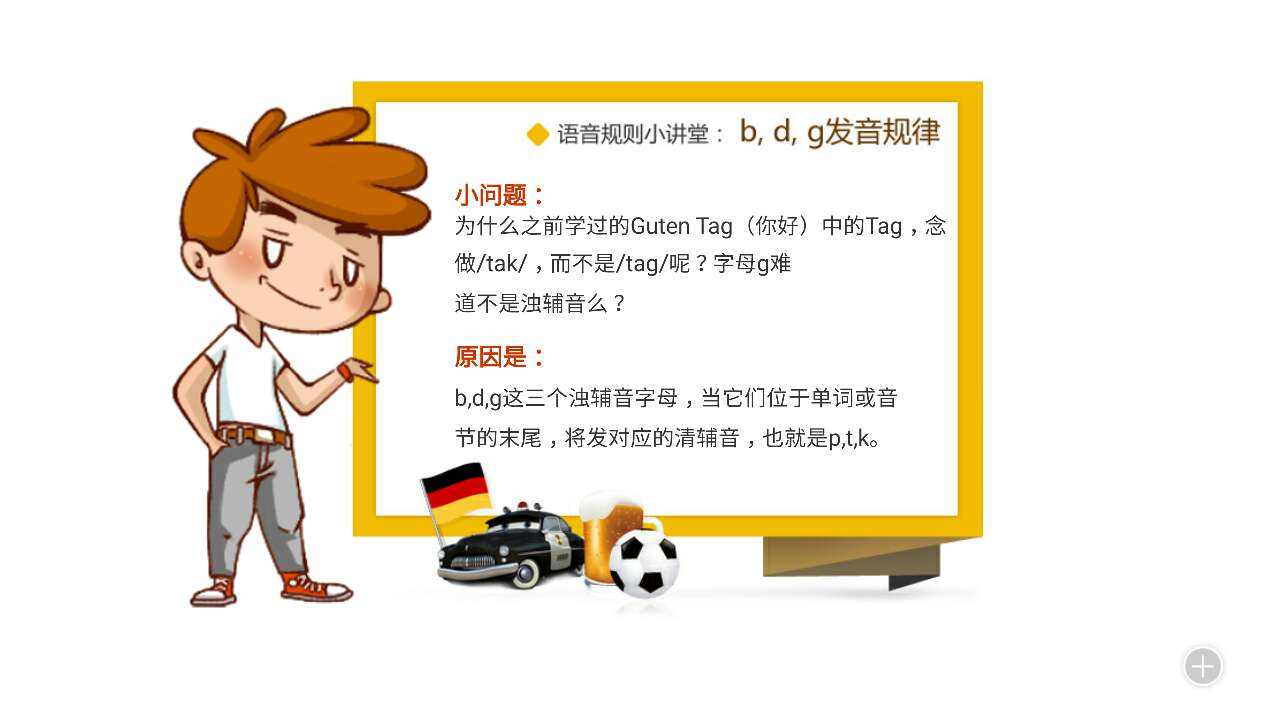 语音规则小讲堂： b, d, g发音规律
小问题：
为什么之前学过的Guten Tag（你好）中的Tag，念
做/tak/，而不是/tag/呢？字母g难
道不是浊辅音么？
原因是：
b,d,g这三个浊辅音字母，当它们位于单词或音
节的末尾，将发对应的清辅音，也就是p,t,k。